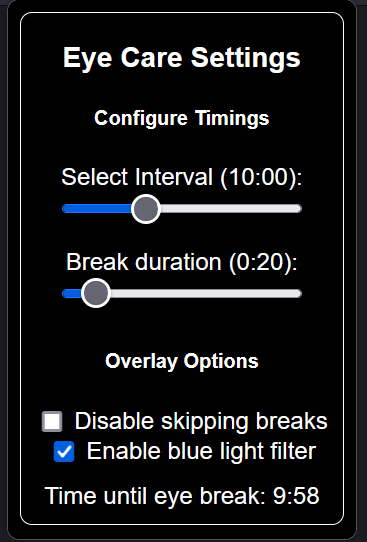 Eye Care Settings
Configure Timings
Select Interval (10:00):
Break duration (0:20):
Overlay Options
Disable skipping breaks
Enable blue light filter
Time until eye break: 9:58